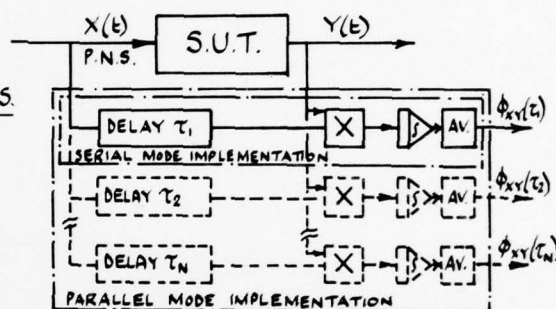 X(t)
P.N.S.
S.U.T.
Y(t)
S.
DELAY τ1
X
∫
AV.
ϕXY(τ1)
SERIAL MODE IMPLEMENTATION
DELAY τ2
X
∫
AV.
ϕXY(τ2)
DELAY τN
X
∫
AV.
ϕXY(τN)
PARALLEL MODE IMPLEMENTATION